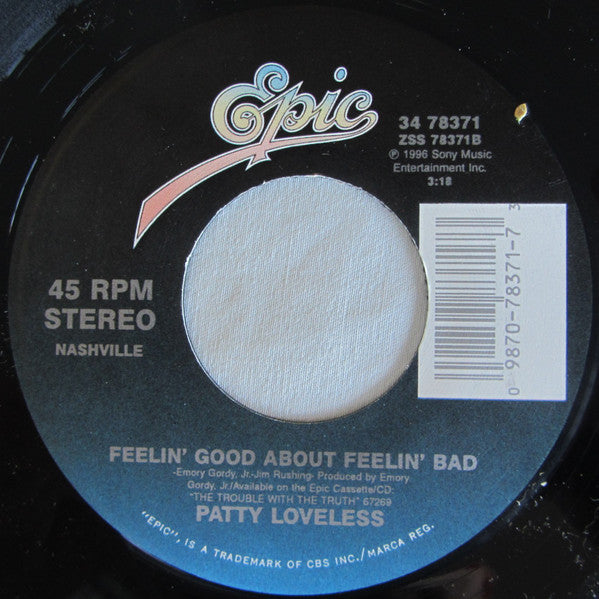 Epic
34 78371
ZSS 78371B
℗ 1996 Sony Music
Entertainment Inc.
3:18
45 RPM
STEREO
NASHVILLE
0 9870-78371-7 3
FEELIN' GOOD ABOUT FEELIN' BAD
-Emory Gordy, Jr.-Jim Rushing- Produced by Emory
Gordy, Jr./Available on the Epic Cassette/CD:
"THE TROUBLE WITH THE TRUTH" 67269
PATTY LOVELESS
"EPIC", IS A TRADEMARK OF CBS INC./MARCA REG.